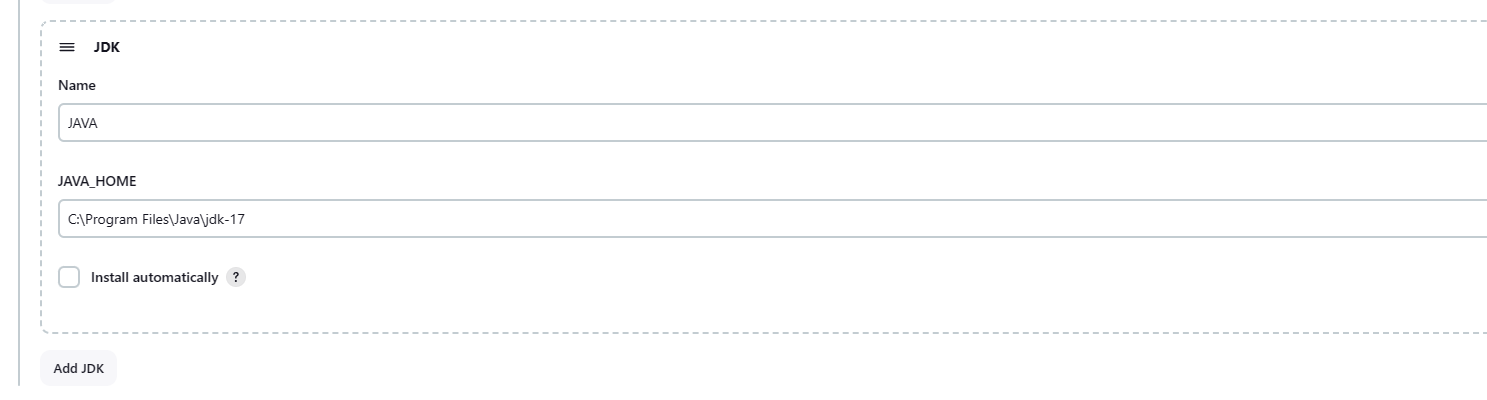 JDK
Name
JAVA
JAVA_HOME
C:\Program Files\Java\jdk-17
Install automatically ?
Add JDK